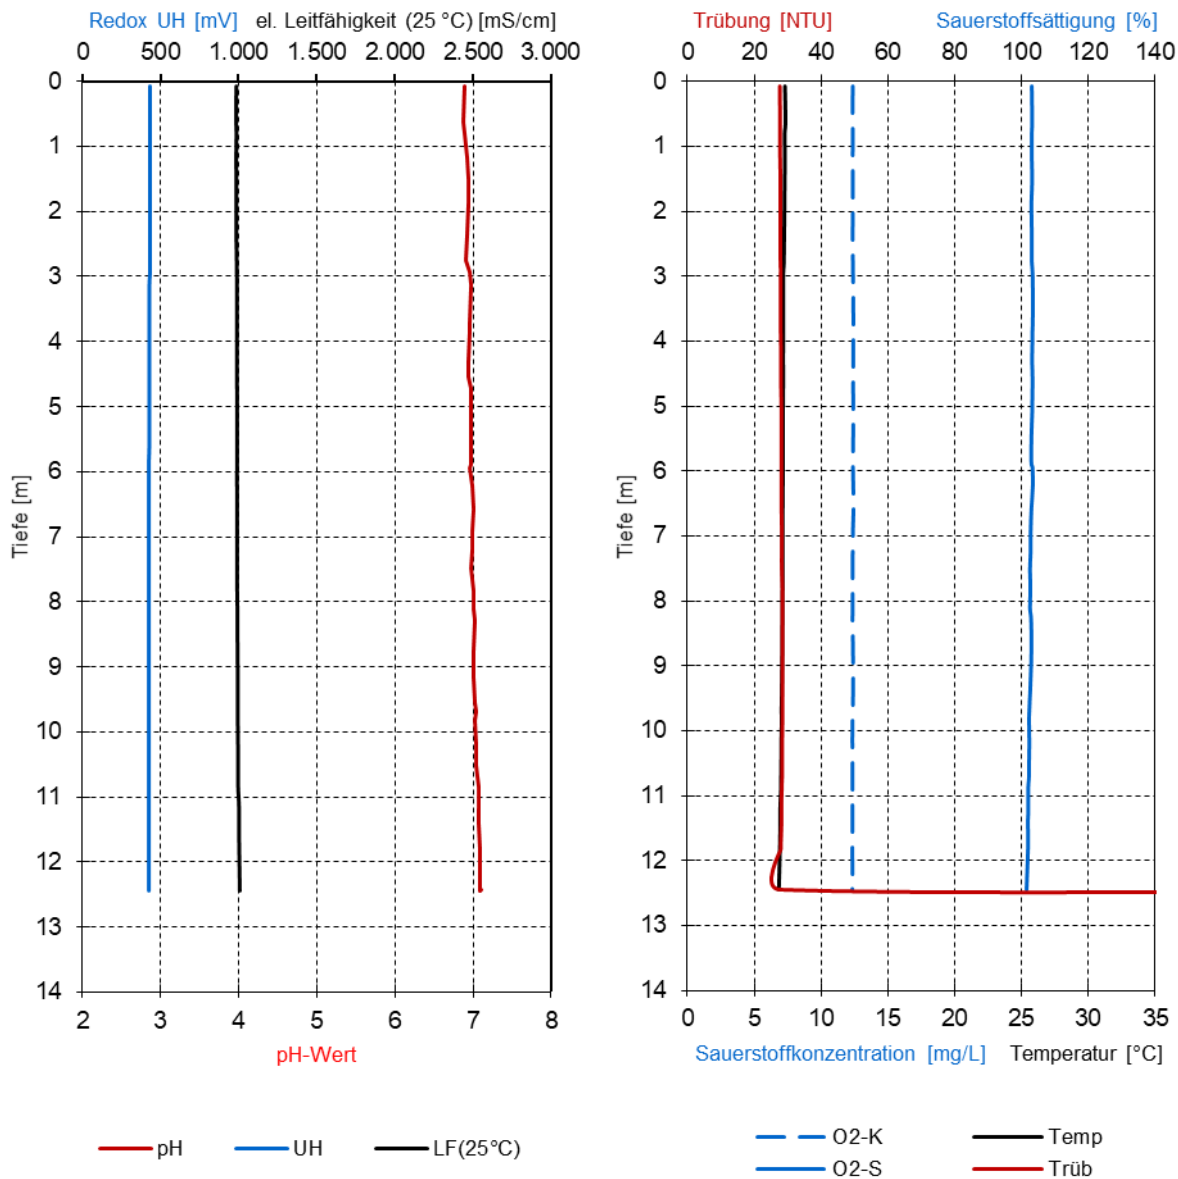 Redox UH [mV] el. Leitfähigkeit (25 °C) [mS/cm]
0 500 1.000 1.500 2.000 2.500 3.000
0
1
2
3
4
5
6
7
8
9
10
11
12
13
14
Tiefe [m]
2 3 4 5 6 7 8
pH-Wert
pH UH LF(25°C)
Trübung [NTU] Sauerstoffsättigung [%]
0 20 40 60 80 100 120 140
0
1
2
3
4
5
6
7
8
9
10
11
12
13
14
Tiefe [m]
0 5 10 15 20 25 30 35
Sauerstoffkonzentration [mg/L] Temperatur [°C]
O2-K Temp
O2-S Trüb